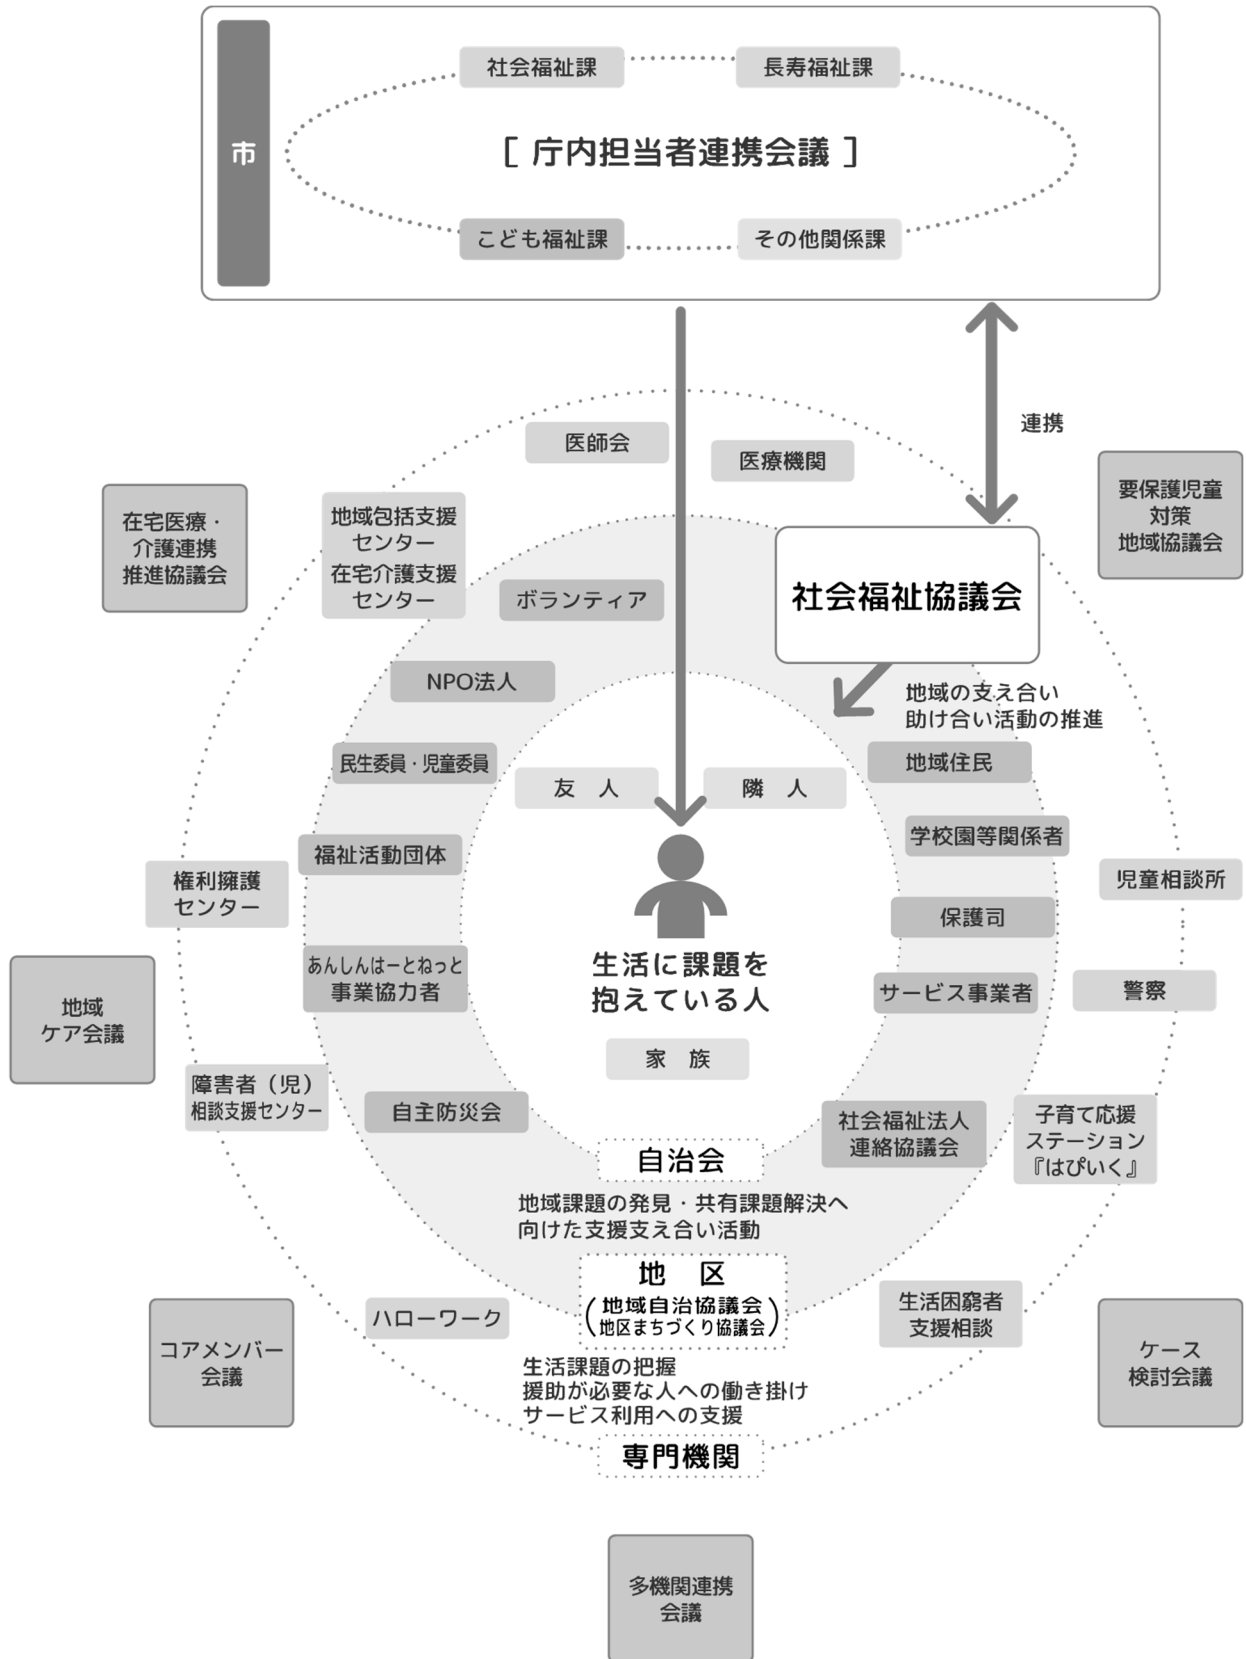 市
社会福祉課
長寿福祉課
[ 庁内担当者連携会議 ]
こども福祉課
その他関係課
連携
医師会
医療機関
要保護児童
対策
地域協議会
在宅医療・
介護連携
推進協議会
地域包括支援
センター
在宅介護支援
センター
ボランティア
社会福祉協議会
NPO法人
地域の支え合い
助け合い活動の推進
民生委員・児童委員
友　人
隣　人
地域住民
福祉活動団体
学校園等関係者
権利擁護
センター
児童相談所
保護司
あんしんはーとねっと
事業協力者
生活に課題を
抱えている人
サービス事業者
警察
地域
ケア会議
家　族
障害者（児）
相談支援センター
自主防災会
社会福祉法人
連絡協議会
子育て応援
ステーション
『はぴいく』
自治会
地域課題の発見・共有課題解決へ
向けた支援支え合い活動
地　区
(地域自治協議会
地区まちづくり協議会)
ハローワーク
生活困窮者
支援相談
コアメンバー
会議
ケース
検討会議
生活課題の把握
援助が必要な人への働き掛け
サービス利用への支援
専門機関
多機関連携
会議